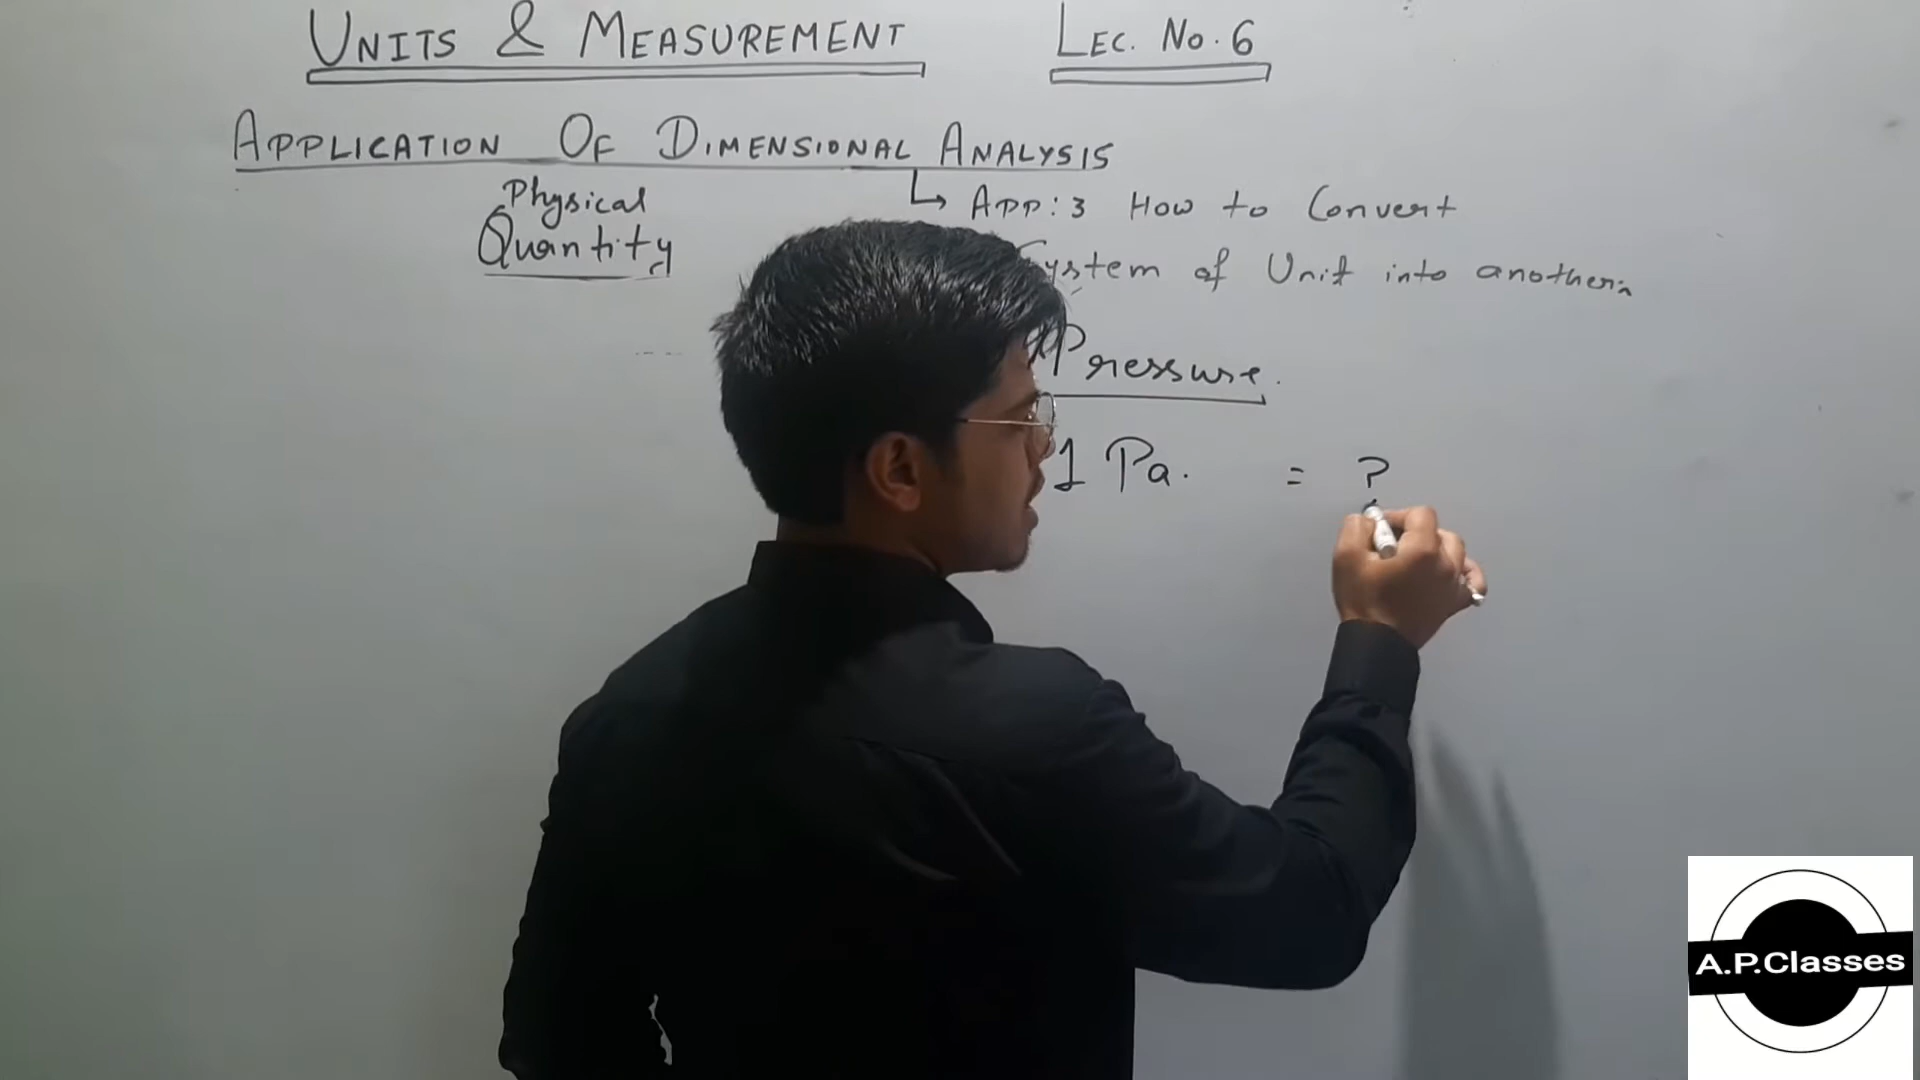 UNITS & MEASUREMENT LEC. No. 6
APPLICATION OF DIMENSIONAL ANALYSIS
Physical
Quantity
↳ APP: 3 How to Convert
System of Unit into another
Pressure.
1 Pa. = ?
A.P.Classes